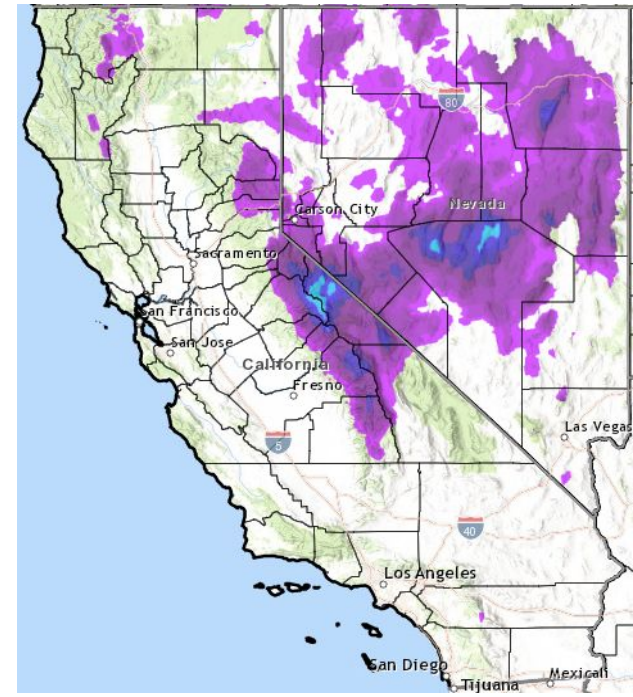 80
Carson City
Nevada
Sacramento
San Francisco
San Jose
California
Fresno
5
Las Vegas
40
Los Angeles
San Diego
Tijuana
Mexicali